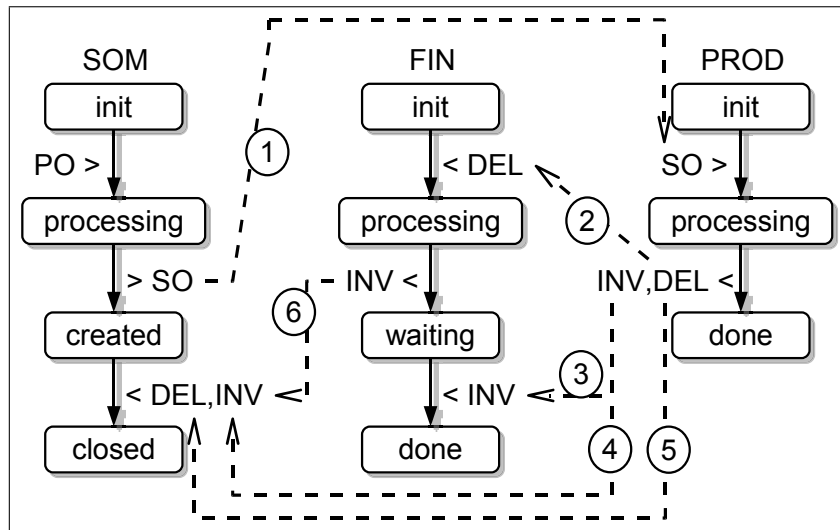 SOM FIN PROD
init init init
1
PO > < DEL SO >
2
processing processing processing
> SO INV < INV,DEL <
6
created waiting done
3
< DEL,INV < INV
4 5
closed done